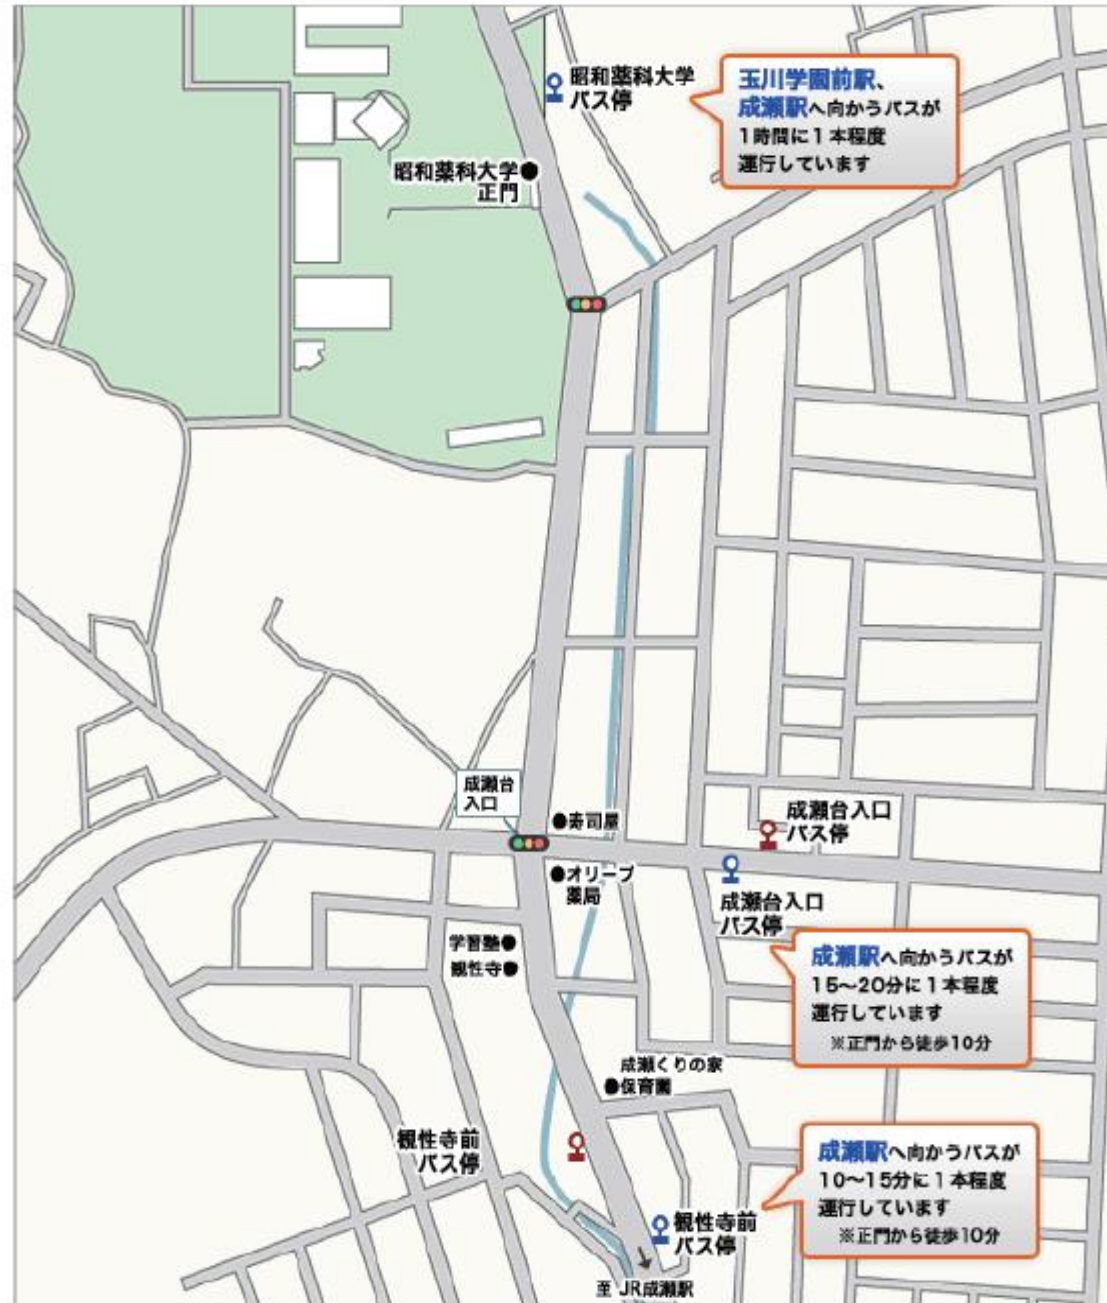 昭和薬科大学
バス停
玉川学園前駅、
成瀬駅へ向かうバスが
1時間に1本程度
運行しています
昭和薬科大学
正門
成瀬台
入口
寿司屋
成瀬台入口
バス停
オリーブ
薬局
成瀬台入口
バス停
学習塾
観性寺
成瀬駅へ向かうバスが
15～20分に1本程度
運行しています
※正門から徒歩10分
成瀬くりの家
保育園
観性寺前
バス停
成瀬駅へ向かうバスが
10～15分に1本程度
運行しています
※正門から徒歩10分
観性寺前
バス停
至 JR成瀬駅